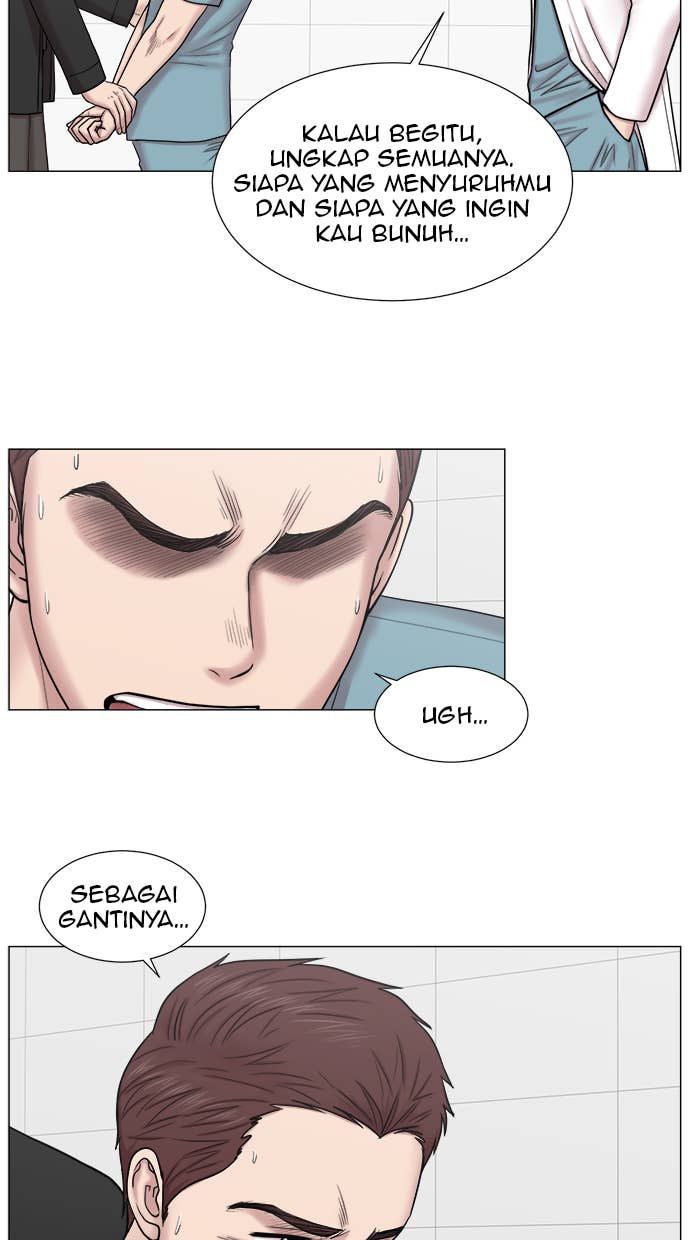 KALAU BEGITU,
UNGKAP SEMUANYA.
SIAPA YANG MENYURUHMU
DAN SIAPA YANG INGIN
KAU BUNUH...
UGH...
SEBAGAI
GANTINYA...